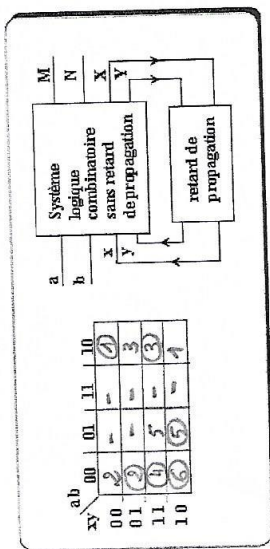 ab
xy 00 01 11 10
00 2 - - 1
01 2 - - 3
11 4 5 - 3
10 6 5 - 1
a
b
x
y
Système
logique
combinatoire
sans retard
de propagation
M
N
X
Y
retard de
propagation